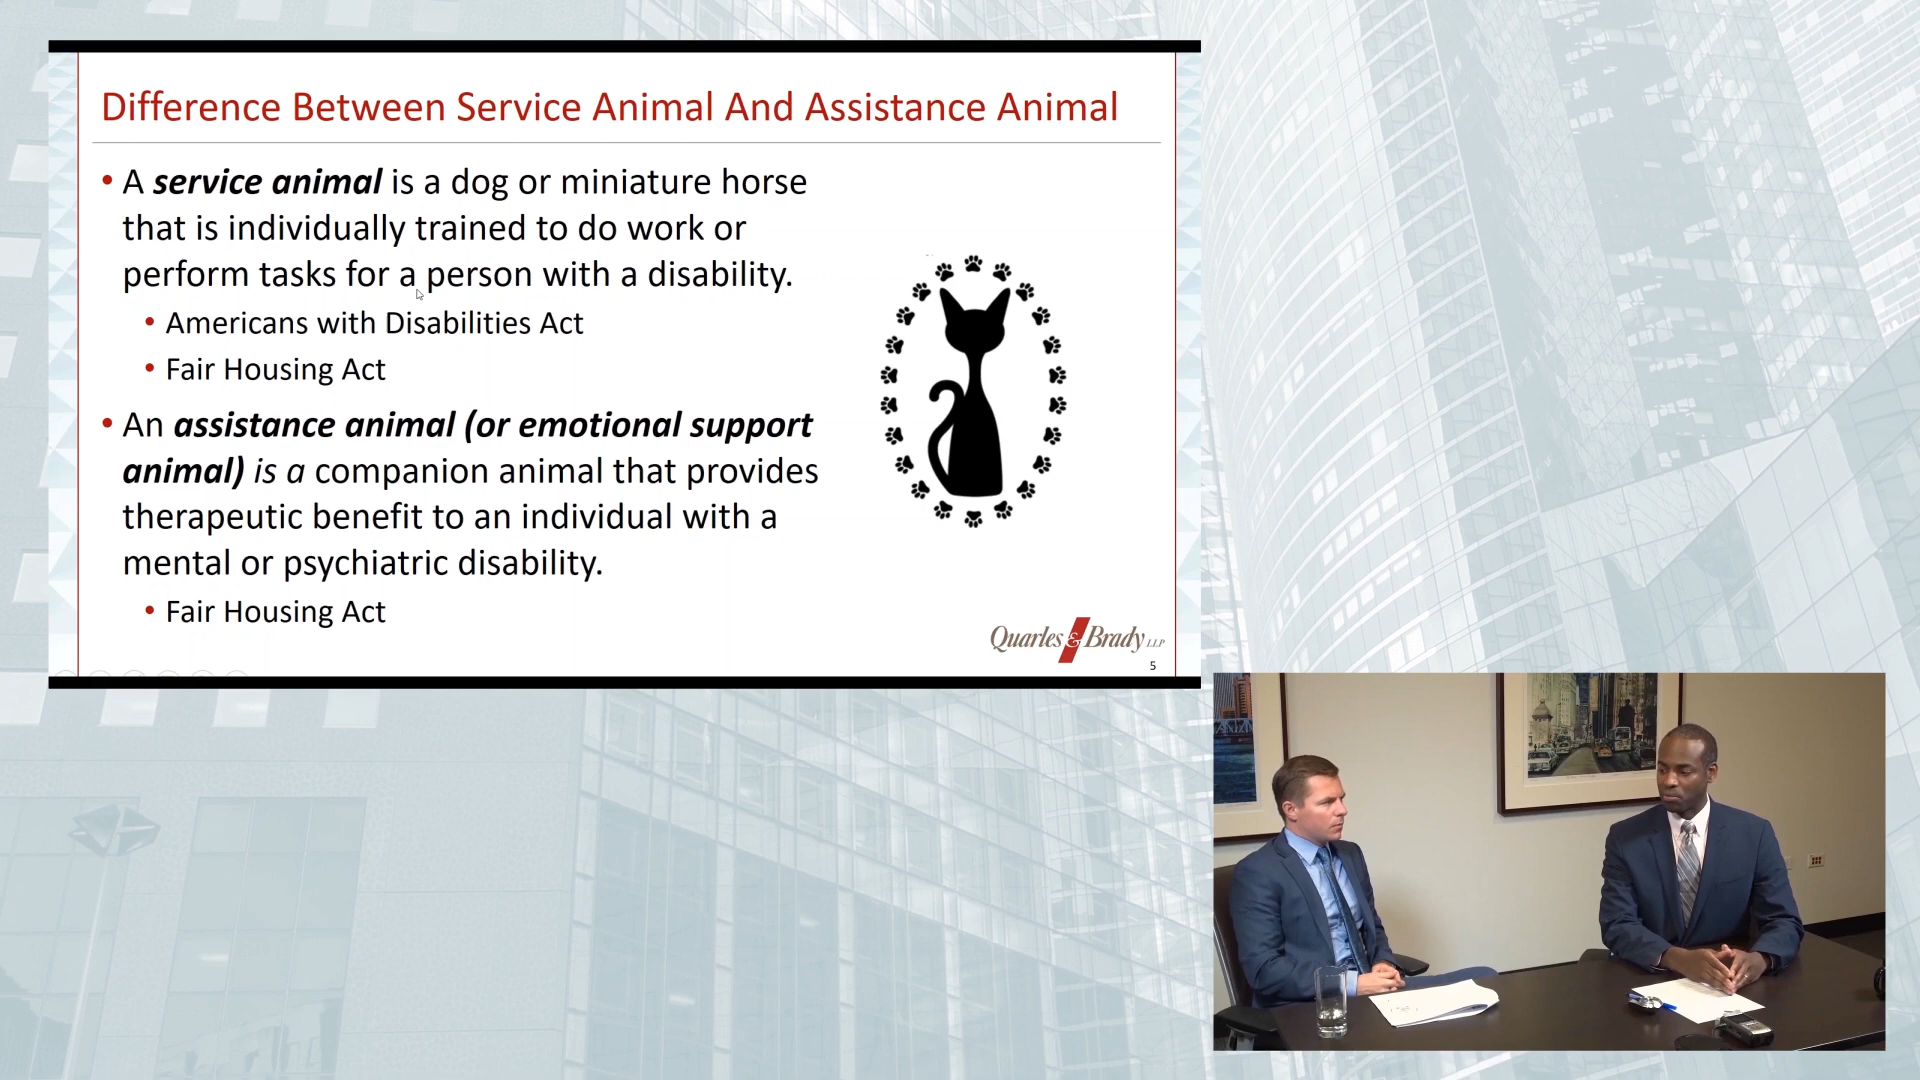 Difference Between Service Animal And Assistance Animal
• A service animal is a dog or miniature horse
that is individually trained to do work or
perform tasks for a person with a disability.
• Americans with Disabilities Act
• Fair Housing Act
• An assistance animal (or emotional support
animal) is a companion animal that provides
therapeutic benefit to an individual with a
mental or psychiatric disability.
• Fair Housing Act
Quarles & Brady LLP
5